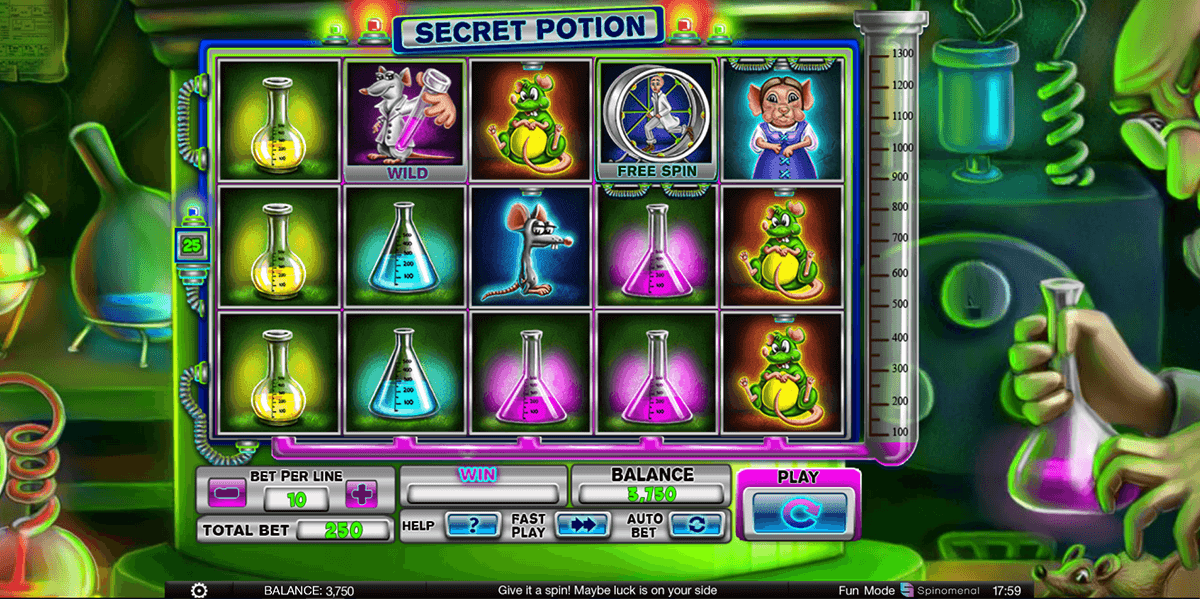 SECRET POTION
1300
1200
1100
1000
900
800
700
600
500
400
300
200
100
WILD
FREE SPIN
25
BET PER LINE
10
TOTAL BET 250
WIN
BALANCE
3,750
HELP ?
FAST PLAY
AUTO BET
PLAY
BALANCE: 3,750
Give it a spin! Maybe luck is on your side
Fun Mode Spinomenal 17:59